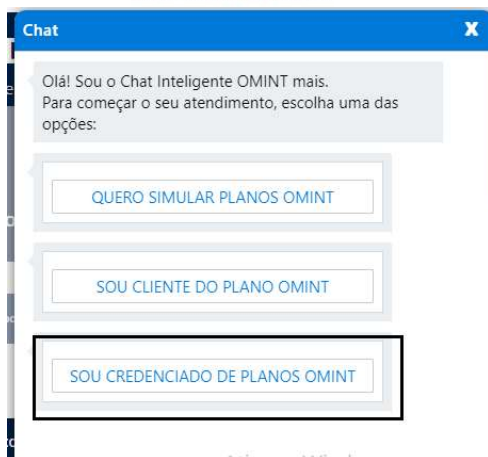 Chat
X
Olá! Sou o Chat Inteligente OMINT mais.
Para começar o seu atendimento, escolha uma das
opções:
QUERO SIMULAR PLANOS OMINT
SOU CLIENTE DO PLANO OMINT
SOU CREDENCIADO DE PLANOS OMINT